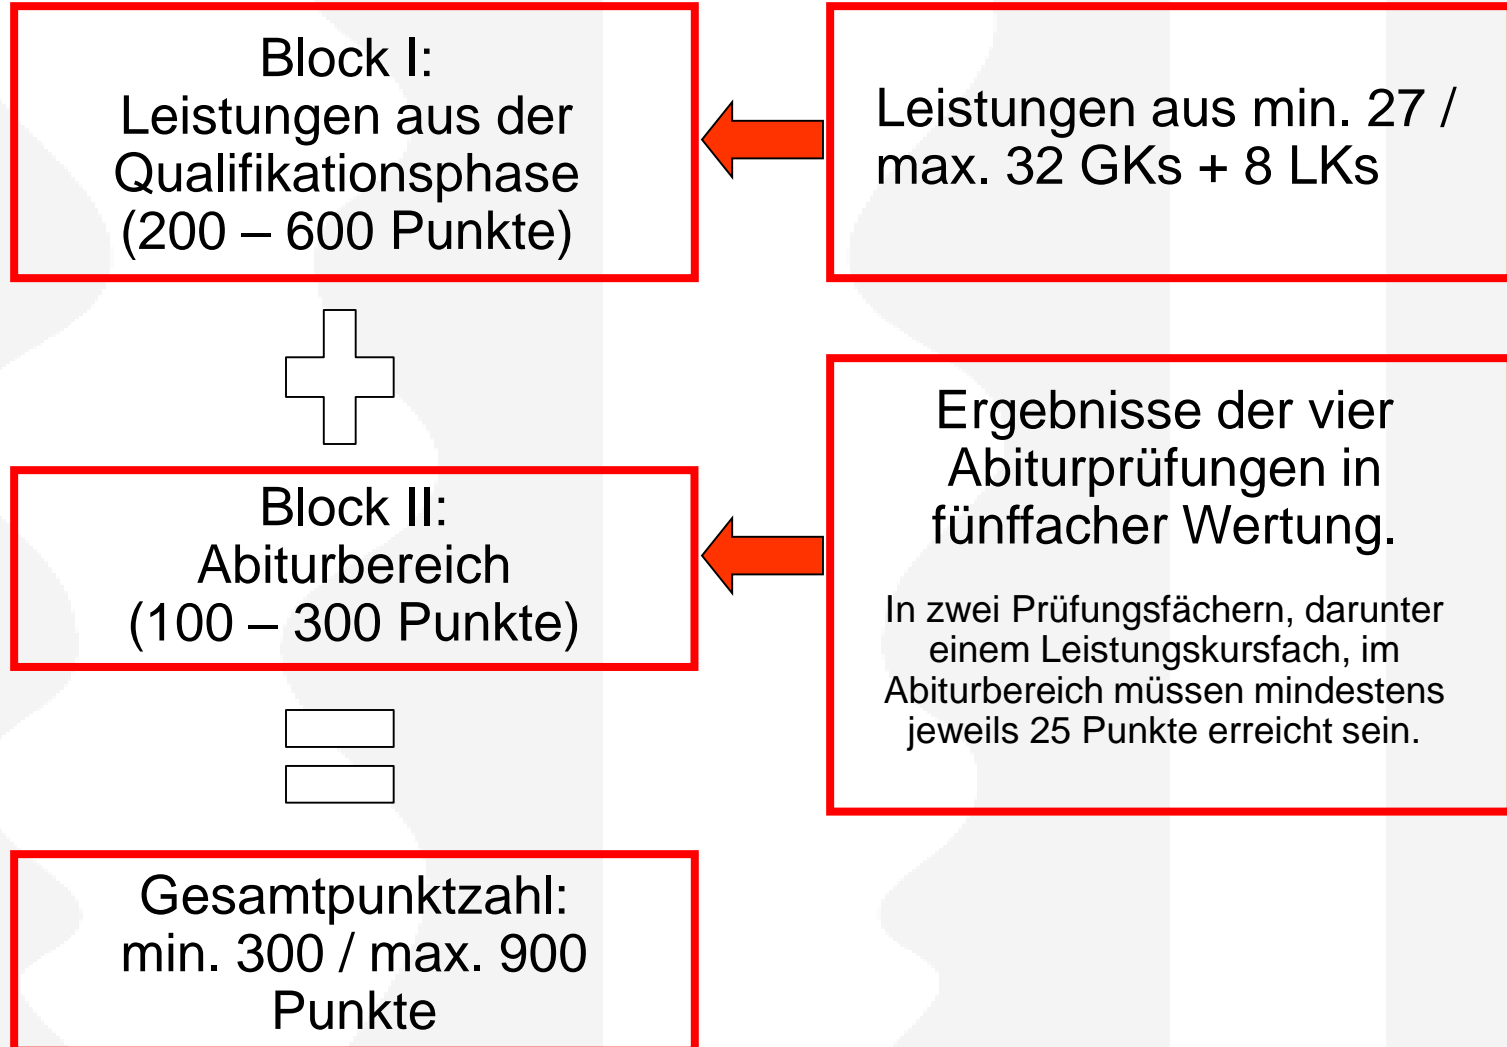 Block I:
Leistungen aus der
Qualifikationsphase
(200 – 600 Punkte)
Leistungen aus min. 27 /
max. 32 GKs + 8 LKs
Block II:
Abiturbereich
(100 – 300 Punkte)
Ergebnisse der vier
Abiturprüfungen in
fünffacher Wertung.
In zwei Prüfungsfächern, darunter
einem Leistungskursfach, im
Abiturbereich müssen mindestens
jeweils 25 Punkte erreicht sein.
Gesamtpunktzahl:
min. 300 / max. 900
Punkte